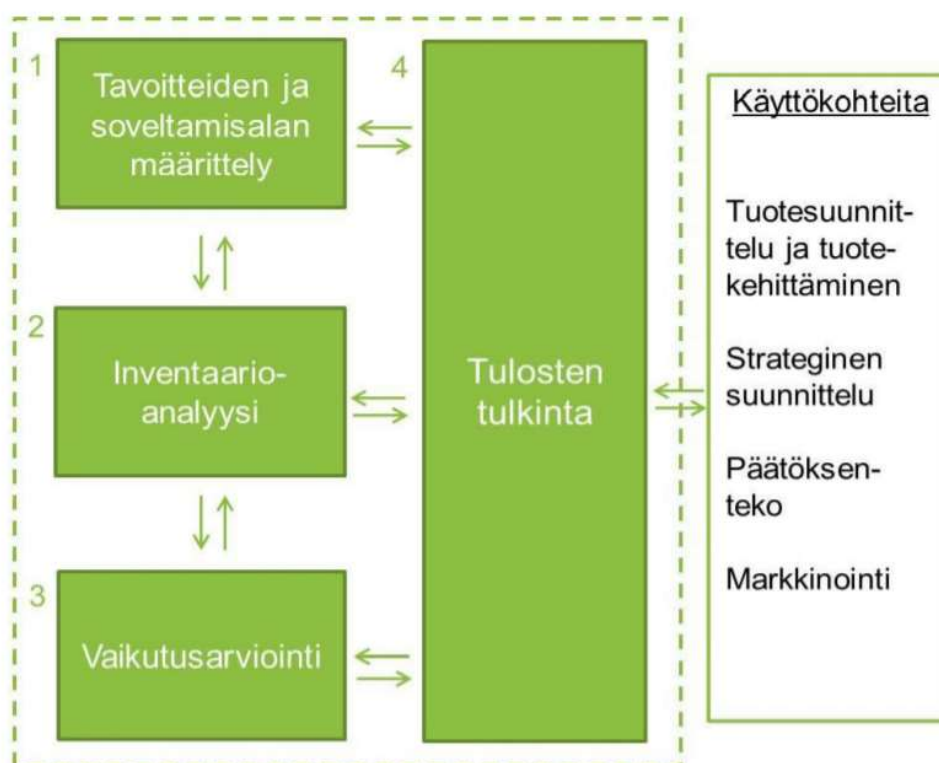 1
Tavoitteiden ja
soveltamisalan
määrittely
2
Inventaario-
analyysi
3
Vaikutusarviointi
4
Tulosten
tulkinta
Käyttökohteita
Tuotesuunnit-
telu ja tuote-
kehittäminen
Strateginen
suunnittelu
Päätöksen-
teko
Markkinointi